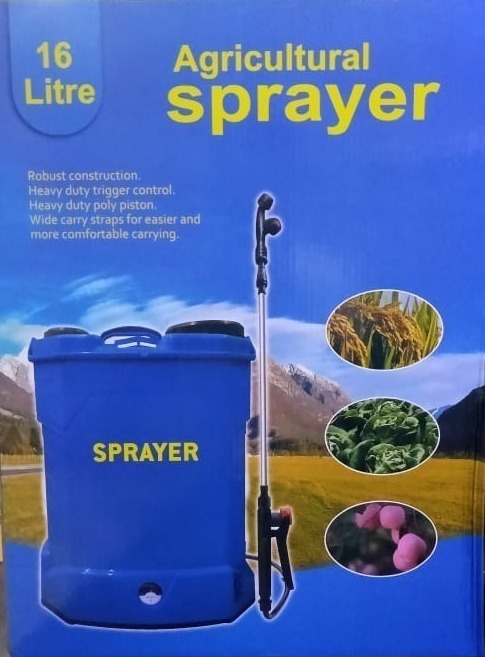 16
Litre
Agricultural
sprayer
Robust construction.
Heavy duty trigger control.
Heavy duty poly piston.
Wide carry straps for easier and
more comfortable carrying.
SPRAYER